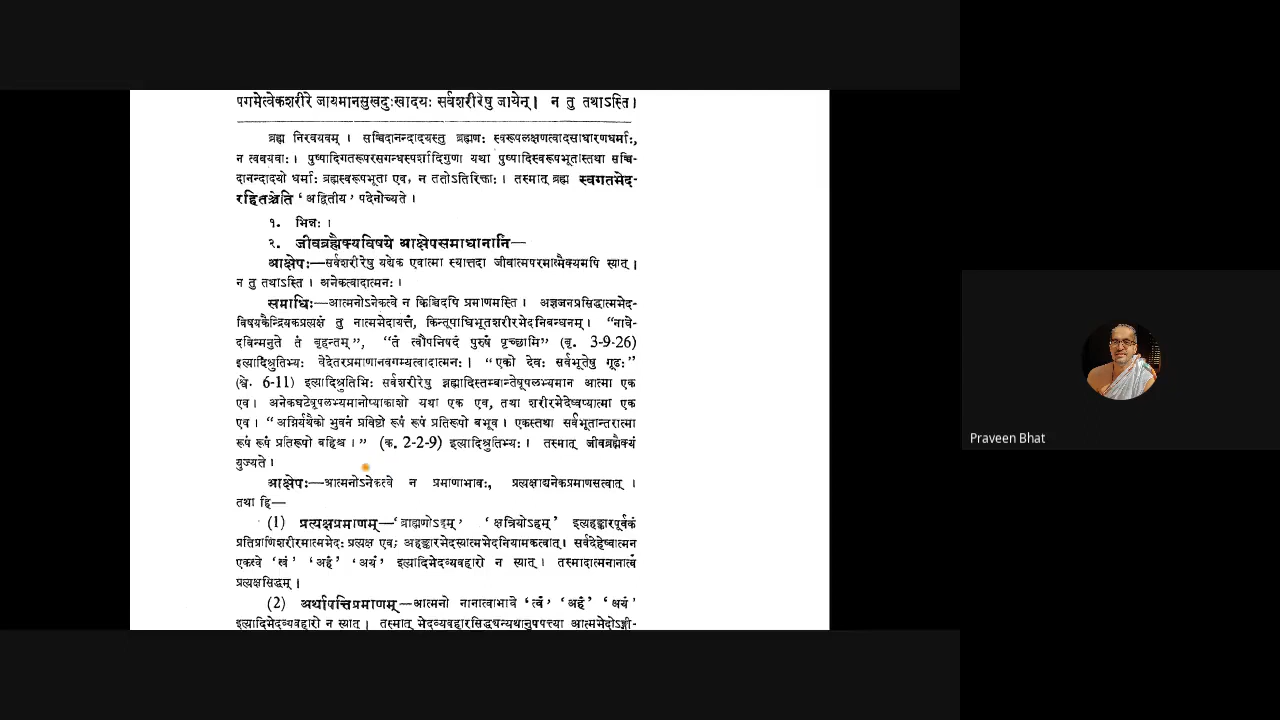 पगमेत्वेकशरीरे जायमानसुखदुःखादयः सर्वशरीरेषु जायेन् । न तु तथाऽस्ति ।
ब्रह्म निरवयवम् । सच्चिदानन्दादयस्तु ब्रह्मणः स्वरूपलक्षणत्वादसाधारणधर्माः,
न त्ववयवाः । पुष्पादिगतरूपरसगन्धस्पर्शादिगुणा यथा पुष्पादिस्वरूपभूतास्तथा सच्चि-
दानन्दादयो धर्माः ब्रह्मस्वरूपभूता एव, न ततोऽतिरिक्ताः । तस्मात् ब्रह्म स्वगतभेद-
रहितञ्चेति ‘ अद्वितीय ’ पदेनोच्यते ।
१. भिन्नः ।
२. जीवब्रह्मैक्यविषये आक्षेपसमाधानानि—
आक्षेपः—सर्वशरीरेषु यद्येक एवात्मा स्यात्तदा जीवात्मपरमात्मैक्यमपि स्यात् ।
न तु तथाऽस्ति । अनेकत्वादात्मनः ।
समाधिः—आत्मनोऽनेकत्वे न किञ्चिदपि प्रमाणमस्ति । अज्ञजनप्रसिद्धात्मभेद-
विषयकैन्द्रियकप्रत्यक्षं तु नात्मभेदायत्तं, किन्तूपाधिभूतशरीरभेदनिबन्धनम् । “नावे-
दविन्मनुते तं बृहन्तम्”, “तं त्वौपनिषदं पुरुषं पृच्छामि” (बृ. 3-9-26)
इत्यादिश्रुतिभ्यः वेदेतरप्रमाणानवगम्यत्वादात्मनः । “एको देवः सर्वभूतेषु गूढः”
(श्वे. 6-11) इत्यादिश्रुतिभिः सर्वशरीरेषु ब्रह्मादिस्तम्बान्तेषूपलभ्यमान आत्मा एक
एव । अनेकघटेषूपलभ्यमानोप्याकाशो यथा एक एव, तथा शरीरभेदेष्वप्यात्मा एक
एव । “ अग्निर्यथैको भुवनं प्रविष्टो रूपं रूपं प्रतिरूपो बभूव । एकस्तथा सर्वभूतान्तरात्मा
रूपं रूपं प्रतिरूपो बहिश्च । ” (क. 2-2-9) इत्यादिश्रुतिभ्यः । तस्मात् जीवब्रह्मैक्यं
युज्यते ।
आक्षेपः—आत्मनोऽनेकत्वे न प्रमाणाभावः, प्रत्यक्षाद्यनेकप्रमाणसत्वात् ।
तथा हि—
(1) प्रत्यक्षप्रमाणम्—‘ब्राह्मणोऽहम्’ ‘क्षत्रियोऽहम्’ इत्यहङ्कारपूर्वकं
प्रतिप्राणिशरीरमात्मभेदः प्रत्यक्ष एव; अहङ्कारभेदस्यात्मभेदनियामकत्वात् । सर्वदेहेष्वात्मन
एकत्वे ‘त्वं’ ‘अहं’ ‘अयं’ इत्यादिभेदव्यवहारो न स्यात् । तस्मादात्मनानात्वं
प्रत्यक्षसिद्धम् ।
(2) अर्थापत्तिप्रमाणम्—आत्मनो नानात्वाभावे ‘त्वं’ ‘अहं’ ‘अयं’
इत्यादिभेदव्यवहारो न स्यात् । तस्मात् भेदव्यवहारसिद्ध्यन्यथानुपपत्त्या आत्मभेदोऽङ्गी-
Praveen Bhat